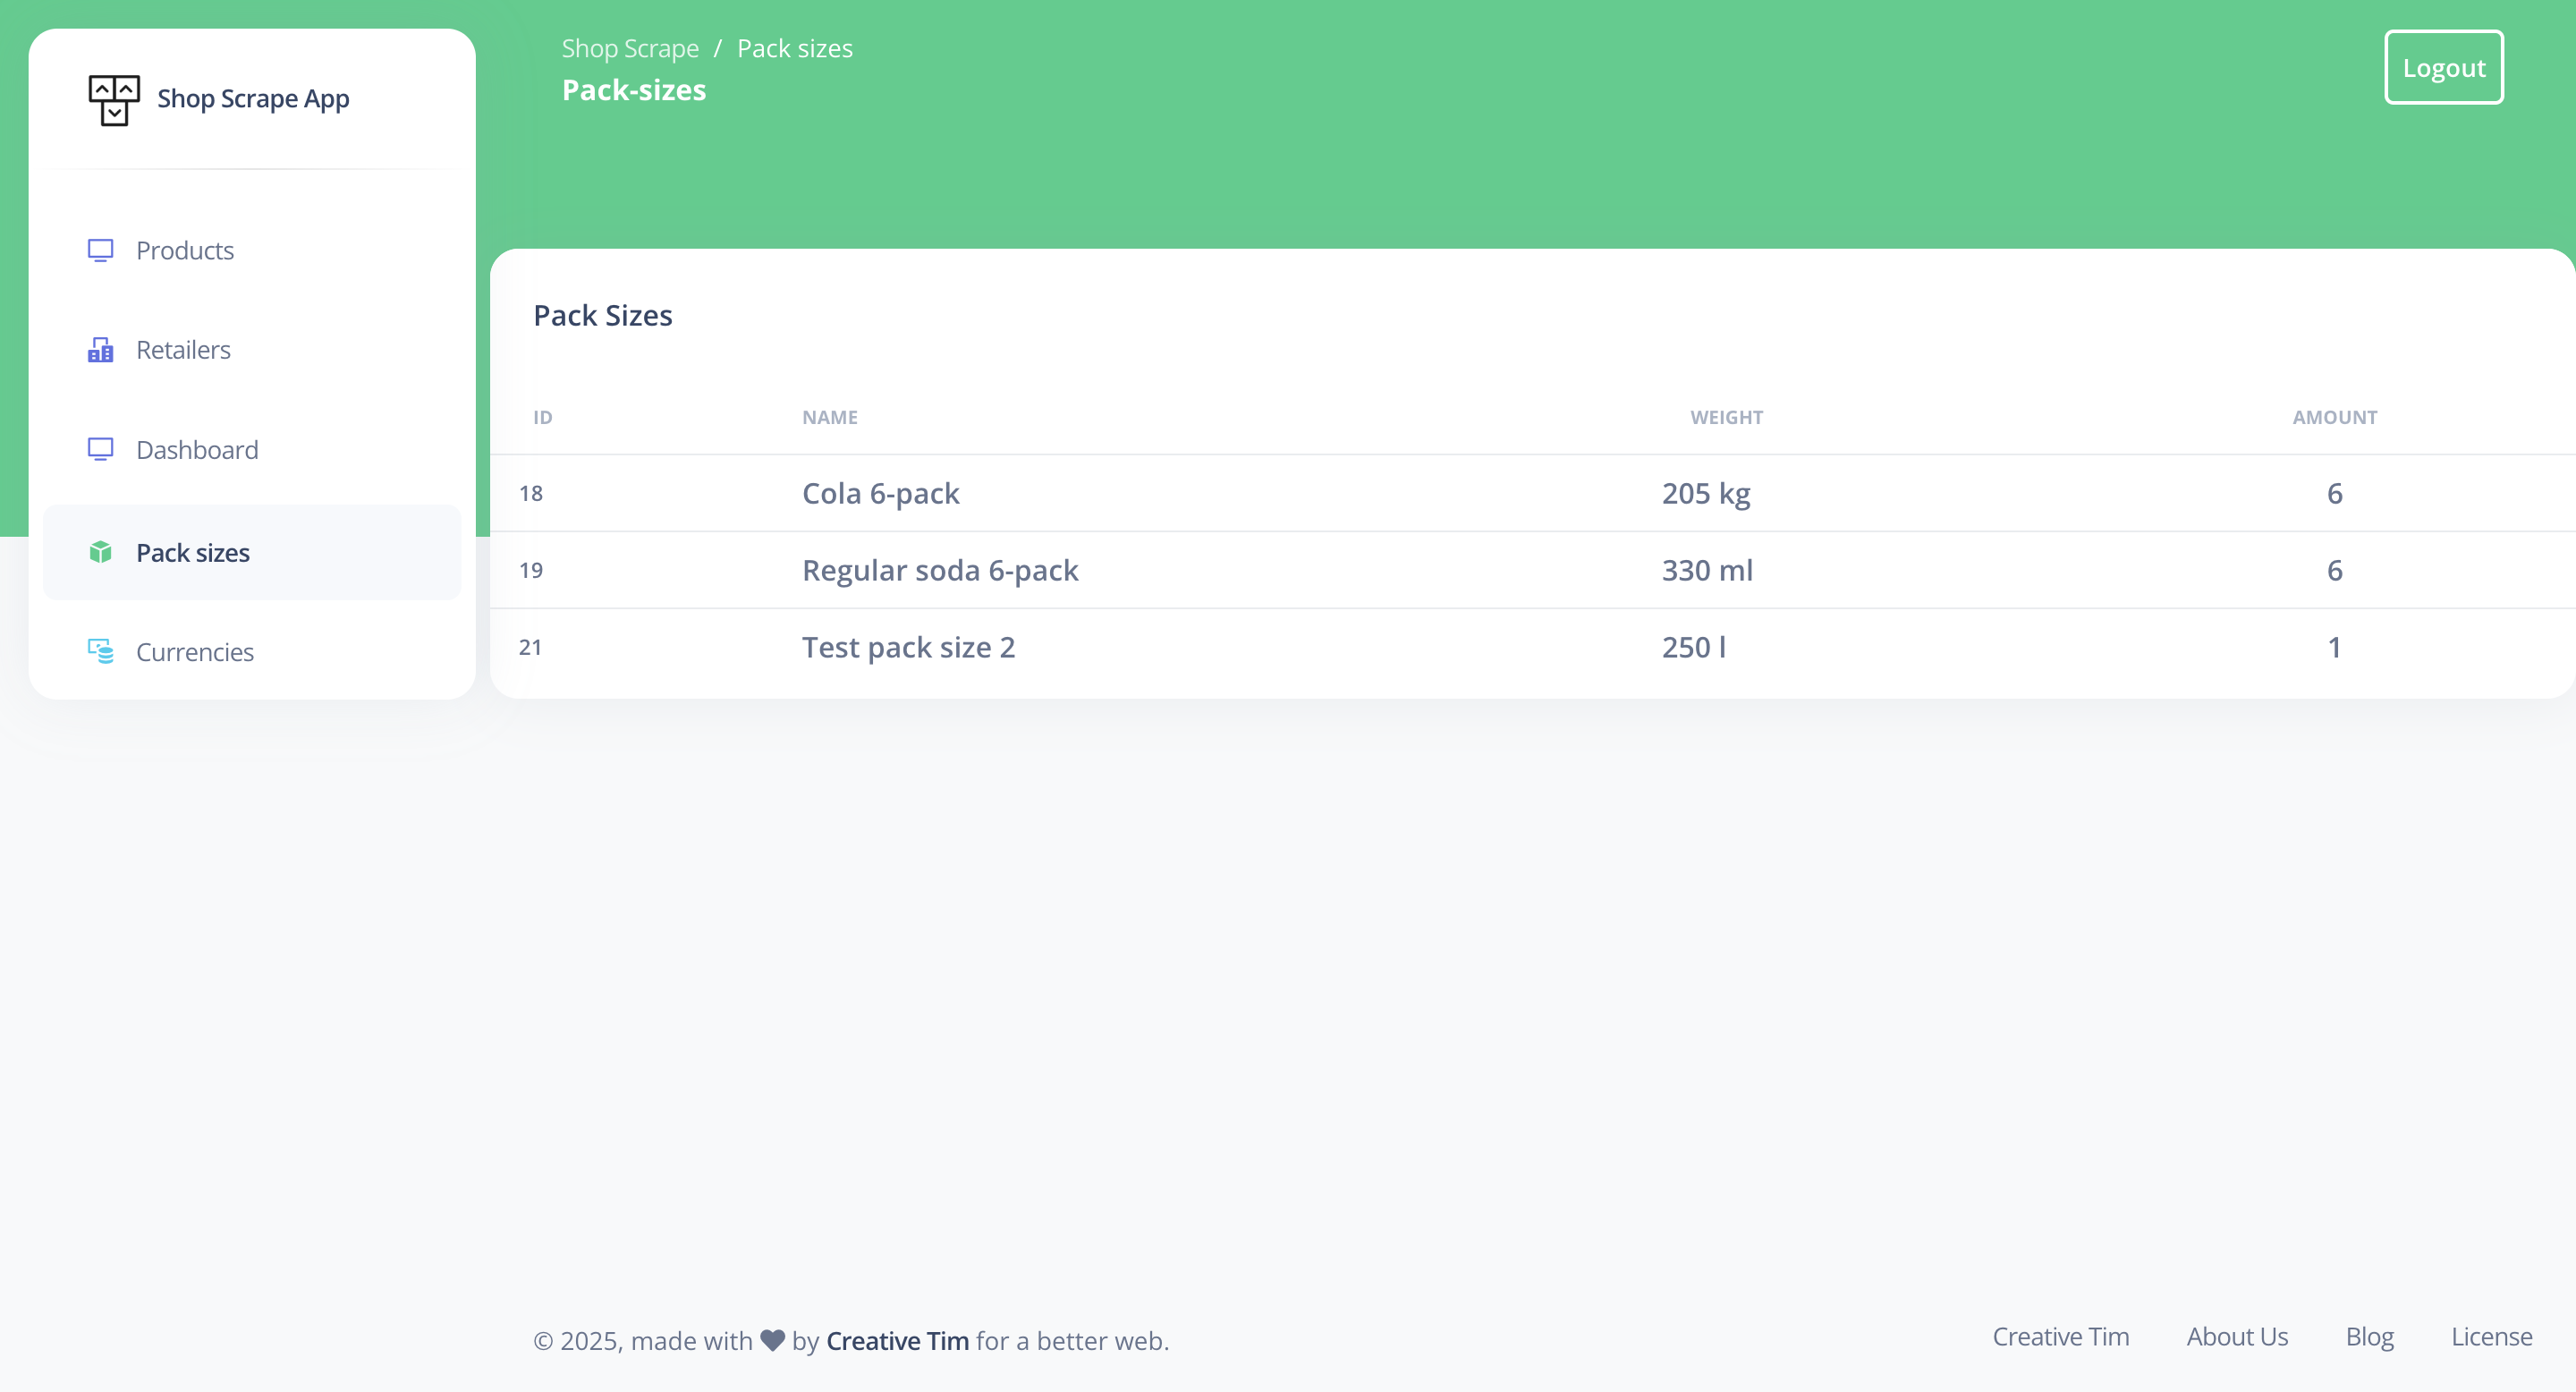 Shop Scrape App
Products
Retailers
Dashboard
Pack sizes
Currencies
Shop Scrape / Pack sizes
Pack-sizes
Logout
Pack Sizes
ID NAME WEIGHT AMOUNT
18 Cola 6-pack 205 kg 6
19 Regular soda 6-pack 330 ml 6
21 Test pack size 2 250 l 1
© 2025, made with by Creative Tim for a better web.
Creative Tim About Us Blog License